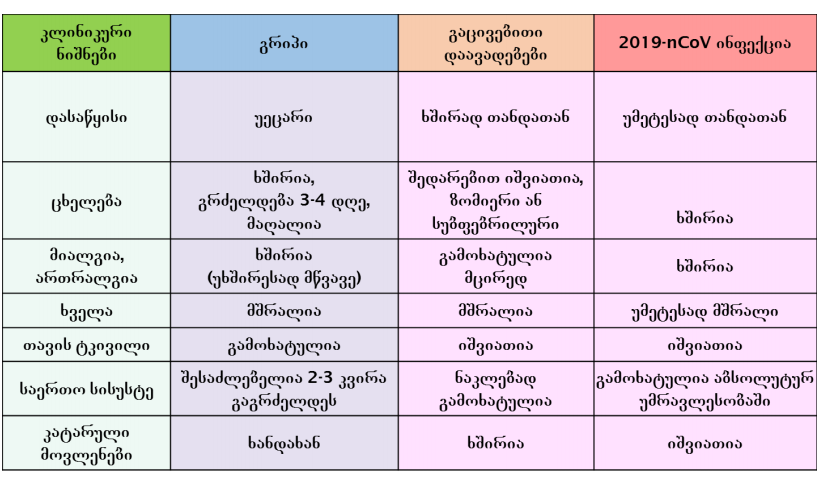 კლინიკური
ნიშნები
გრიპი
გაცივებითი
დაავადებები
2019-nCoV ინფექცია
დასაწყისი
უეცარი
ხშირად თანდათან
უმეტესად თანდათან
ცხელება
ხშირია,
გრძელდება 3-4 დღე,
მაღალია
შედარებით იშვიათია,
ზომიერი ან
სუბფებრილური
ხშირია
მიალგია,
ართრალგია
ხშირია
(უხშირესად მწვავე)
გამოხატულია
მცირედ
ხშირია
ხველა
მშრალია
მშრალია
უმეტესად მშრალი
თავის ტკივილი
გამოხატულია
იშვიათია
იშვიათია
საერთო სისუსტე
შესაძლებელია 2-3 კვირა
გაგრძელდეს
ნაკლებად
გამოხატულია
გამოხატულია აბსოლუტურ
უმრავლესობაში
კატარული
მოვლენები
ხანდახან
ხშირია
იშვიათია